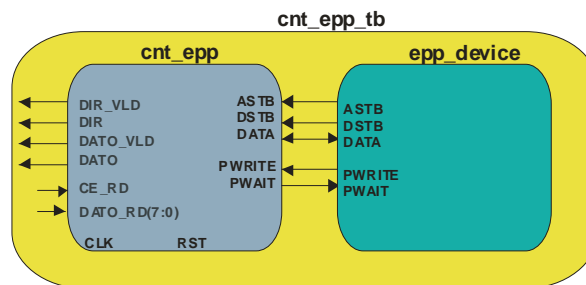 cnt_epp_tb
cnt_epp
epp_device
DIR_VLD
DIR
DATO_VLD
DATO
CE_RD
DATO_RD(7:0)
CLK
RST
ASTB
DSTB
DATA
PWRITE
PWAIT
ASTB
DSTB
DATA
PWRITE
PWAIT